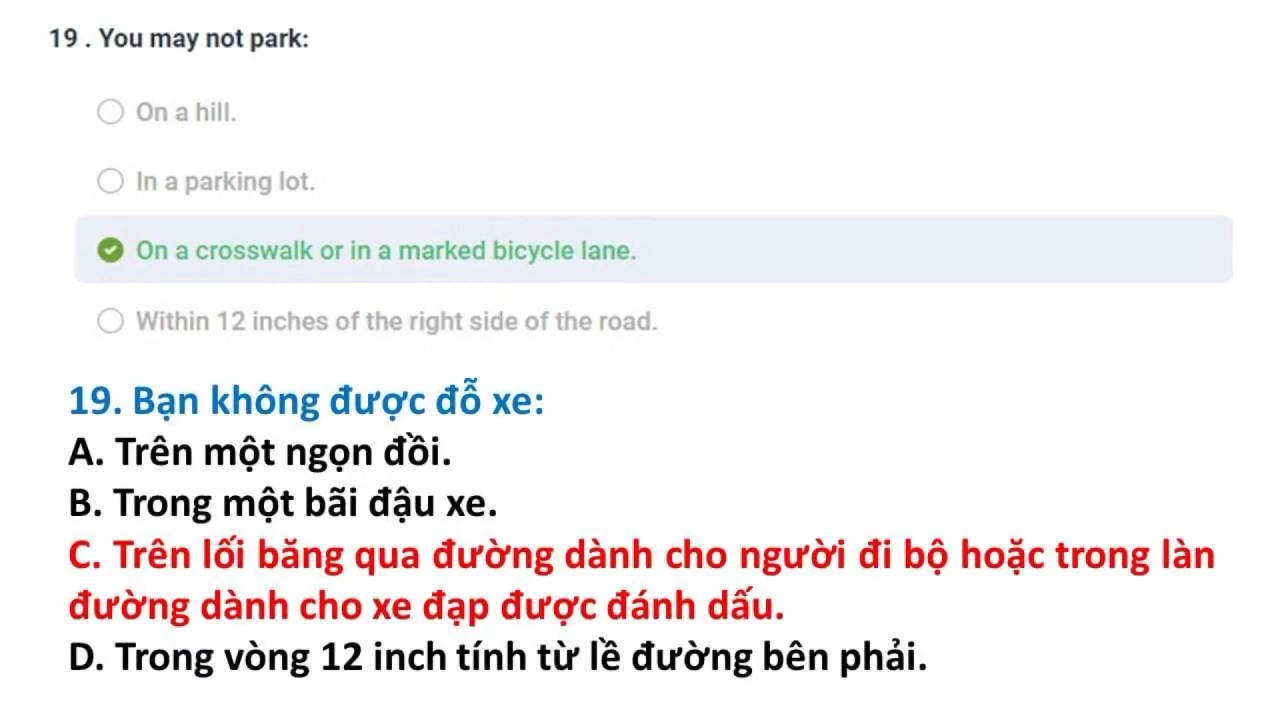 19 . You may not park:
On a hill.
In a parking lot.
On a crosswalk or in a marked bicycle lane.
Within 12 inches of the right side of the road.
19. Bạn không được đỗ xe:
A. Trên một ngọn đồi.
B. Trong một bãi đậu xe.
C. Trên lối băng qua đường dành cho người đi bộ hoặc trong làn
đường dành cho xe đạp được đánh dấu.
D. Trong vòng 12 inch tính từ lề đường bên phải.